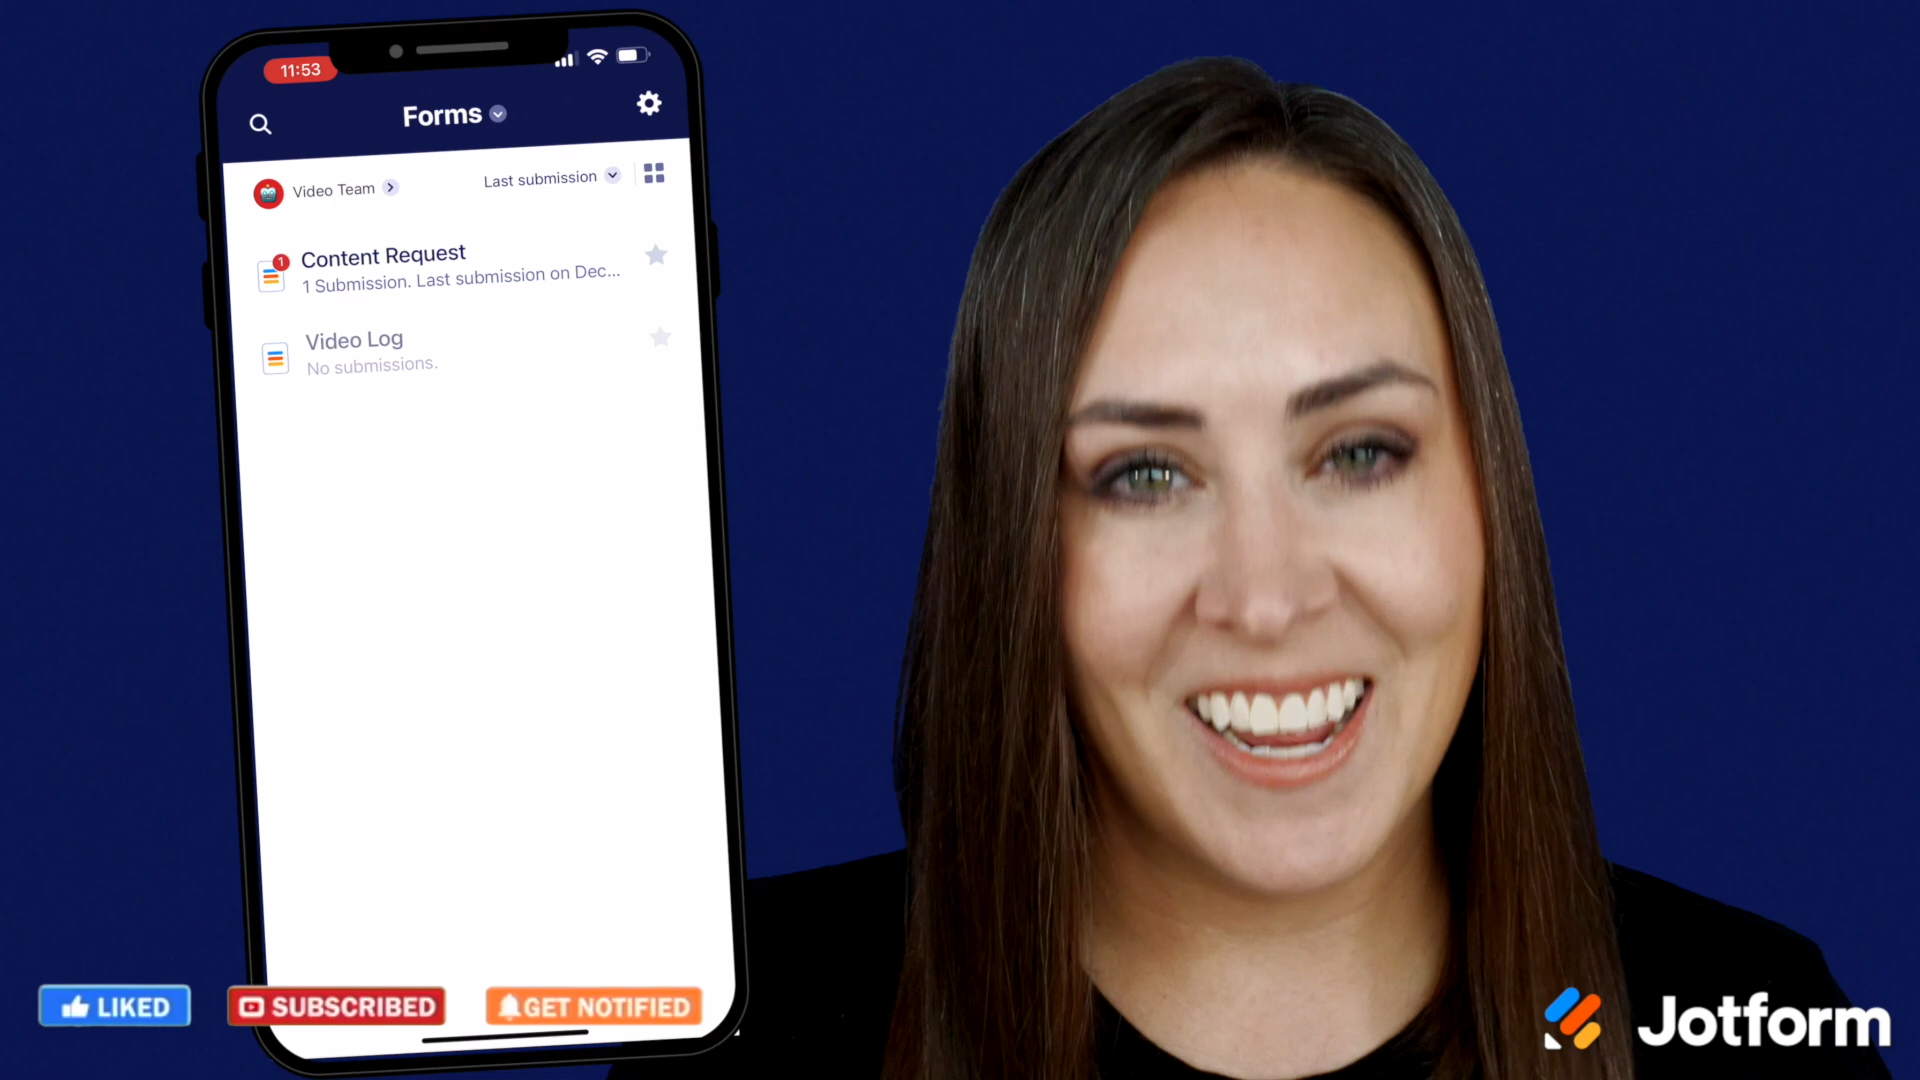 11:53
Forms
Video Team
Last submission
1
Content Request
1 Submission. Last submission on Dec...
Video Log
No submissions.
LIKED
SUBSCRIBED
GET NOTIFIED
Jotform